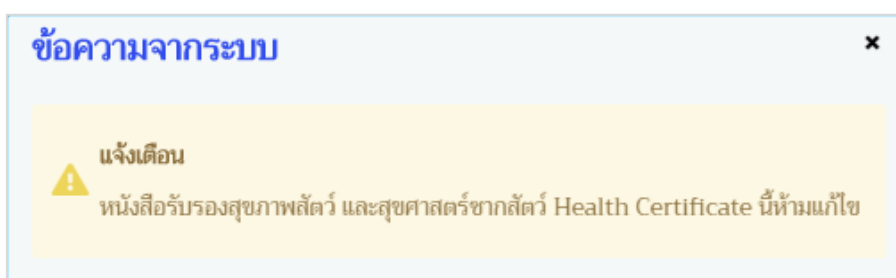 ข้อความจากระบบ
แจ้งเตือน
หนังสือรับรองสุขภาพสัตว์ และสุขศาสตร์ซากสัตว์ Health Certificate นี้ห้ามแก้ไข